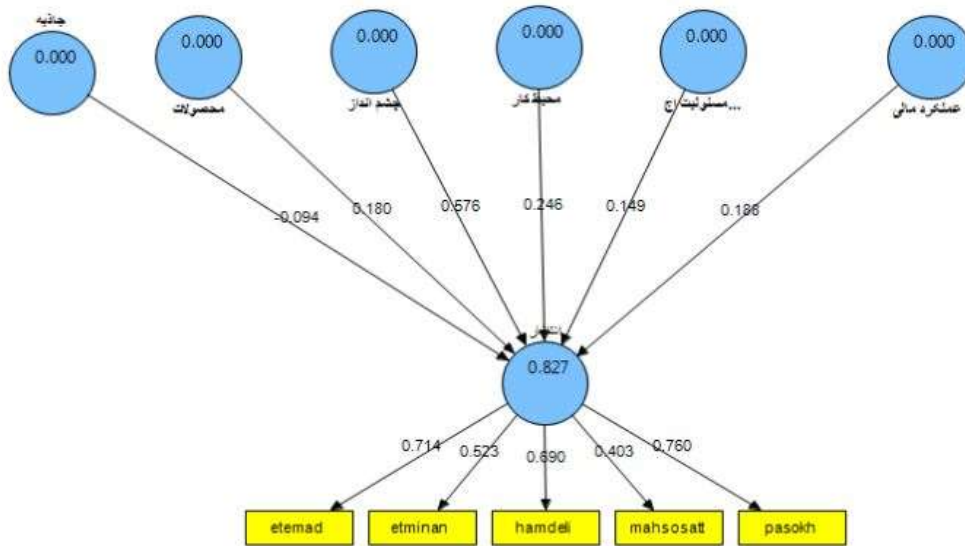 جاذبه
0.000
0.000
0.000
0.000
0.000
0.000
محصولات
چشم انداز
محیط کار
مسئولیت اج...
عملکرد مالی
-0.094
0.180
0.576
0.246
0.149
0.186
0.827
0.714
0.523
0.690
0.403
0.760
etemad
etminan
hamdeli
mahsosatt
pasokh